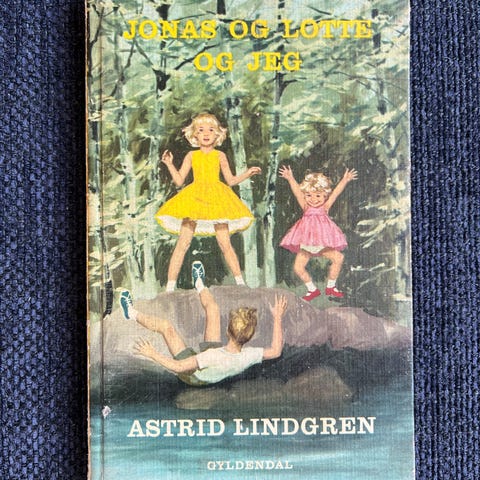 JONAS OG LOTTE
OG JEG
ASTRID LINDGREN
GYLDENDAL